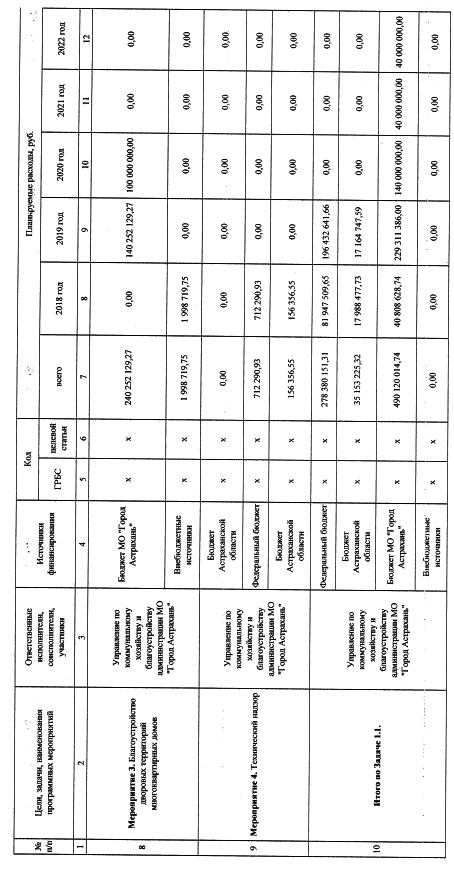 № п/п | Цели, задачи, наименования программных мероприятий | Ответственные исполнители, соисполнители, участники | Источники финансирования | Код | Планируемые расходы, руб.
ГРБС | целевой статьи | всего | 2018 год | 2019 год | 2020 год | 2021 год | 2022 год
1 | 2 | 3 | 4 | 5 | 6 | 7 | 8 | 9 | 10 | 11 | 12
8 | Мероприятие 3. Благоустройство дворовых территорий многоквартирных домов | Управление по коммунальному хозяйству и благоустройству администрации МО "Город Астрахань" | Бюджет МО "Город Астрахань" | х | х | 240 252 129,27 | 0,00 | 140 252 129,27 | 100 000 000,00 | 0,00 | 0,00
Внебюджетные источники | х | х | 1 998 719,75 | 1 998 719,75 | 0,00 | 0,00 | 0,00 | 0,00
9 | Мероприятие 4. Технический надзор | Управление по коммунальному хозяйству и благоустройству администрации МО "Город Астрахань" | Бюджет Астраханской области | х | х | 0,00 | 0,00 | 0,00 | 0,00 | 0,00 | 0,00
Федеральный бюджет | х | х | 712 290,93 | 712 290,93 | 0,00 | 0,00 | 0,00 | 0,00
Бюджет Астраханской области | х | х | 156 356,55 | 156 356,55 | 0,00 | 0,00 | 0,00 | 0,00
10 | Итого по Задаче 1.1. | Управление по коммунальному хозяйству и благоустройству администрации МО "Город Астрахань" | Федеральный бюджет | х | х | 278 380 151,31 | 81 947 509,65 | 196 432 641,66 | 0,00 | 0,00 | 0,00
Бюджет Астраханской области | х | х | 35 153 225,32 | 17 988 477,73 | 17 164 747,59 | 0,00 | 0,00 | 0,00
Бюджет МО "Город Астрахань" | х | х | 490 120 014,74 | 40 808 628,74 | 229 311 386,00 | 140 000 000,00 | 40 000 000,00 | 40 000 000,00
Внебюджетные источники | х | х | 0,00 | 0,00 | 0,00 | 0,00 | 0,00 | 0,00